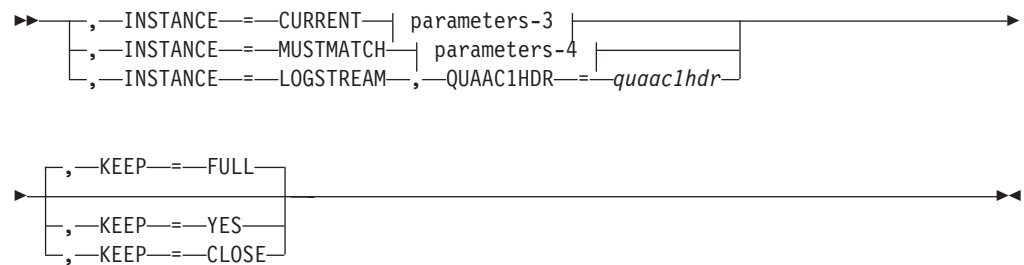 , INSTANCE = CURRENT parameters-3
, INSTANCE = MUSTMATCH parameters-4
, INSTANCE = LOGSTREAM , QUAAC1HDR = quaac1hdr
, KEEP = FULL
, KEEP = YES
, KEEP = CLOSE